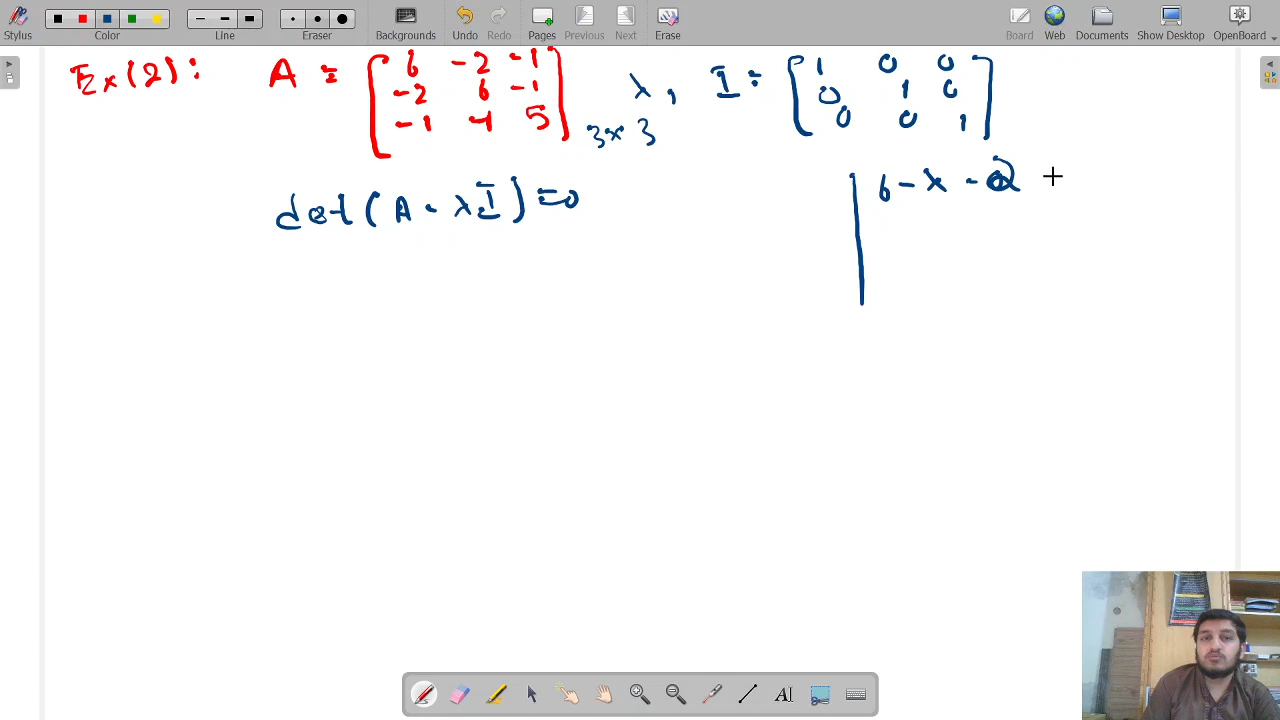 Stylus Color Line Eraser Backgrounds Undo Redo Pages Previous Next Erase Board Web Documents Show Desktop OpenBoard
Ex(2): A = [ 6 -2 -1
-2 6 -1
-1 -1 5 ] 3×3
λ, I = [ 1 0 0
0 1 0
0 0 1 ]
det(A - λI) = 0
| 6-λ -2